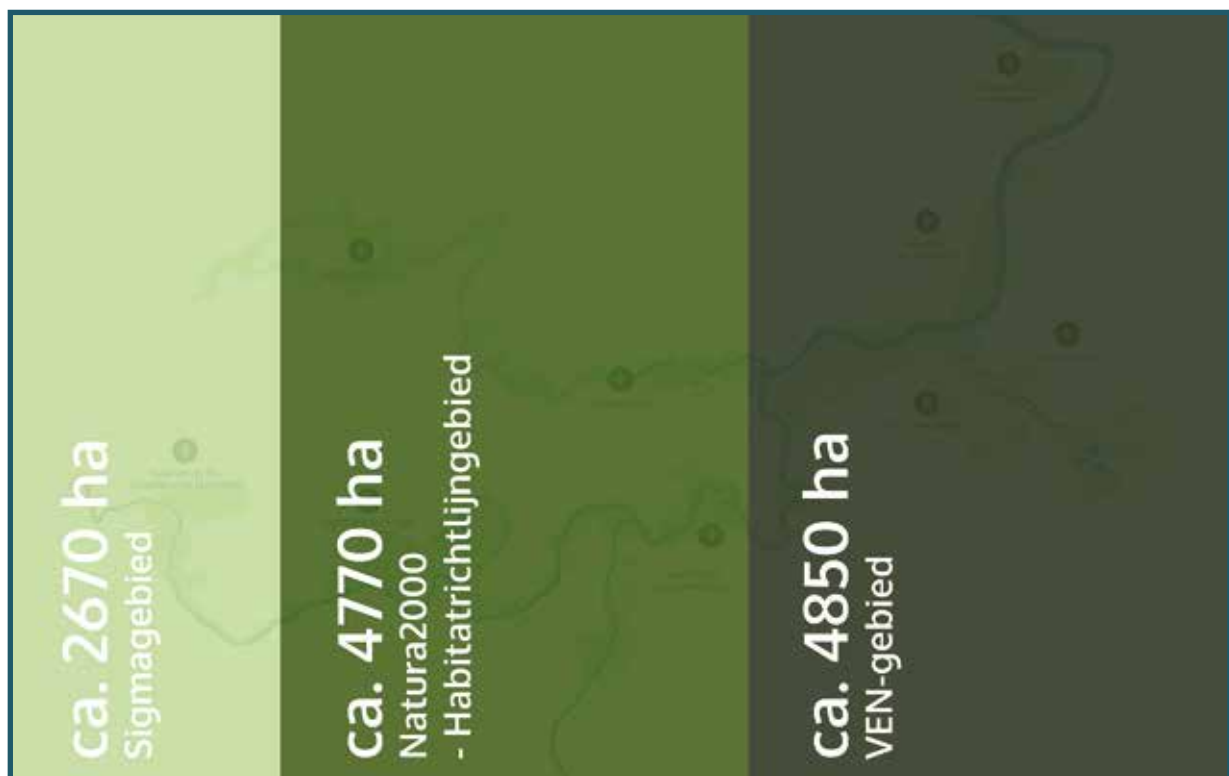 ca. 2670 ha
Sigmagebied
ca. 4770 ha
Natura2000
- Habitatrichtlijngebied
ca. 4850 ha
VEN-gebied